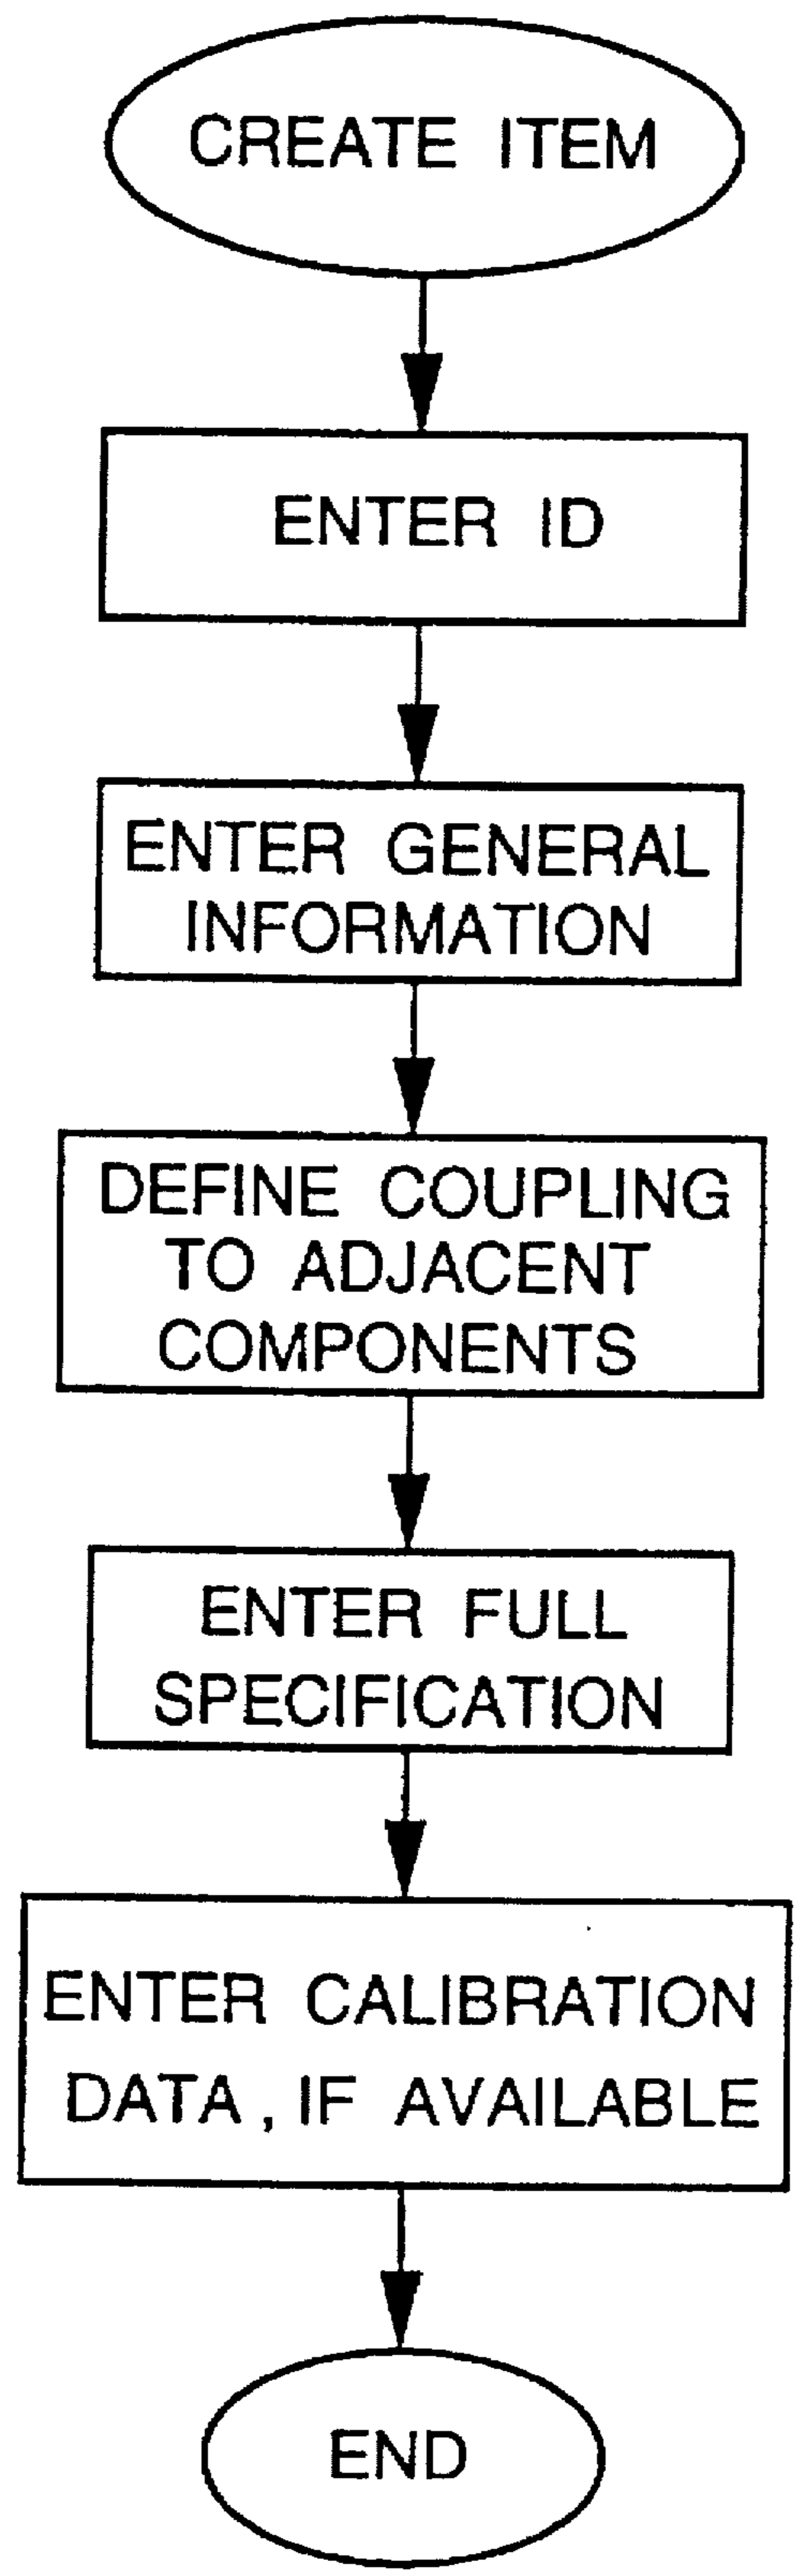 CREATE ITEM
ENTER ID
ENTER GENERAL
INFORMATION
DEFINE COUPLING
TO ADJACENT
COMPONENTS
ENTER FULL
SPECIFICATION
ENTER CALIBRATION
DATA, IF AVAILABLE
END